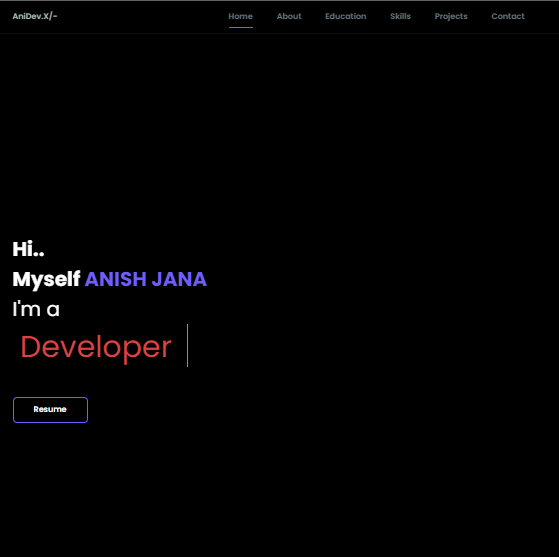 AniDev.X/~ Home About Education Skills Projects Contact
Hi..
Myself ANISH JANA
I'm a
Developer
Resume